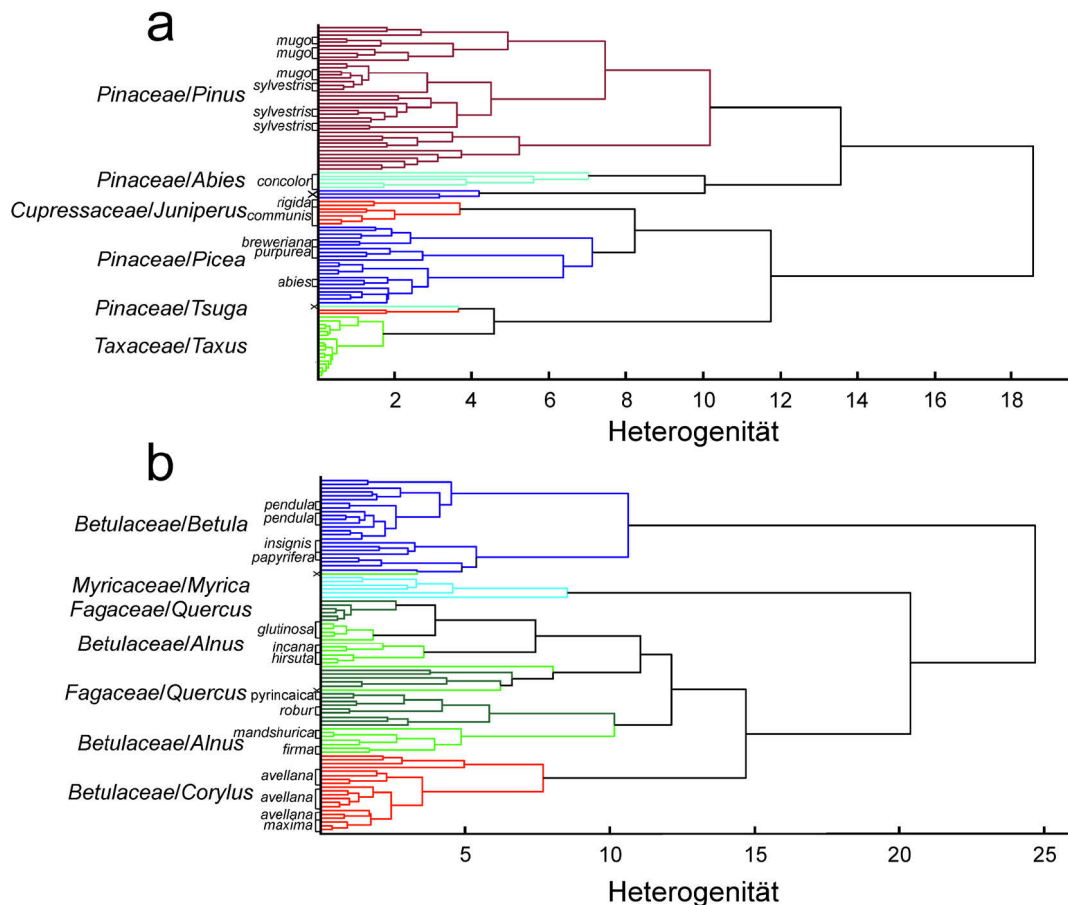 a
mugo
mugo
mugo
sylvestris
Pinaceae/Pinus
sylvestris
sylvestris
Pinaceae/Abies
concolor
x
rigida
Cupressaceae/Juniperus
communis
breweriana
purpurea
Pinaceae/Picea
abies
Pinaceae/Tsuga
x
Taxaceae/Taxus
2 4 6 8 10 12 14 16 18
Heterogenität
b
pendula
pendula
Betulaceae/Betula
insignis
papyrifera
x
Myricaceae/Myrica
Fagaceae/Quercus
glutinosa
Betulaceae/Alnus
incana
hirsuta
Fagaceae/Quercus
x
pyrincaica
robur
mandshurica
Betulaceae/Alnus
firma
avellana
Betulaceae/Corylus
avellana
avellana
maxima
5 10 15 20 25
Heterogenität